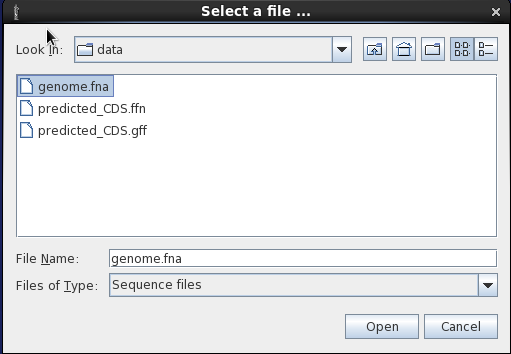 Select a file ...
Look In: data
genome.fna
predicted_CDS.ffn
predicted_CDS.gff
File Name: genome.fna
Files of Type: Sequence files
Open Cancel